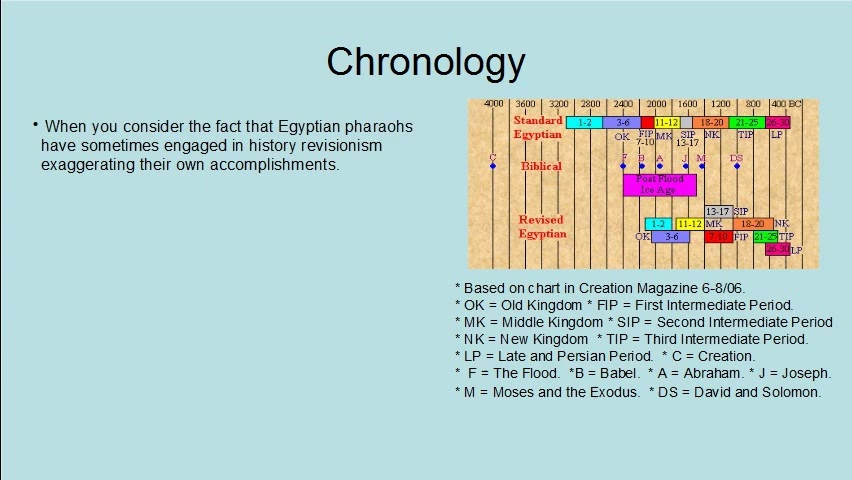 Chronology
• When you consider the fact that Egyptian pharaohs
have sometimes engaged in history revisionism
exaggerating their own accomplishments.
4000 3600 3200 2800 2400 2000 1600 1200 800 400 BC
Standard 1-2 3-6 11-12 18-20 21-25 26-30
Egyptian OK FIP MK SIP NK TIP LP
7-10 13-17
C F B A J M DS
Biblical
Post Flood
Ice Age
13-17 SIP
Revised 1-2 11-12 MK 18-20 NK
Egyptian OK 3-6 7-10 FIP 21-25 TIP
26-30 LP
* Based on chart in Creation Magazine 6-8/06.
* OK = Old Kingdom * FIP = First Intermediate Period.
* MK = Middle Kingdom * SIP = Second Intermediate Period
* NK = New Kingdom * TIP = Third Intermediate Period.
* LP = Late and Persian Period. * C = Creation.
* F = The Flood. *B = Babel. * A = Abraham. * J = Joseph.
* M = Moses and the Exodus. * DS = David and Solomon.